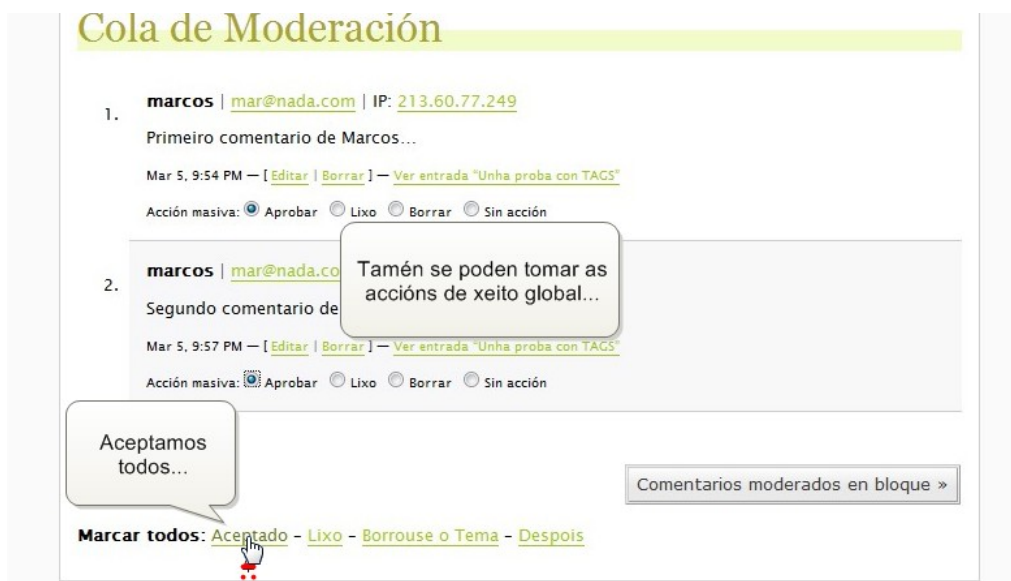 Cola de Moderación
1. marcos | mar@nada.com | IP: 213.60.77.249
Primeiro comentario de Marcos...
Mar 5, 9:54 PM — [ Editar | Borrar ] — Ver entrada "Unha proba con TAGS"
Acción masiva: Aprobar Lixo Borrar Sin acción
Tamén se poden tomar as
accións de xeito global...
2. marcos | mar@nada.co
Segundo comentario de
Mar 5, 9:57 PM — [ Editar | Borrar ] — Ver entrada "Unha proba con TAGS"
Acción masiva: Aprobar Lixo Borrar Sin acción
Aceptamos
todos...
Comentarios moderados en bloque »
Marcar todos: Aceptado – Lixo – Borrouse o Tema – Despois